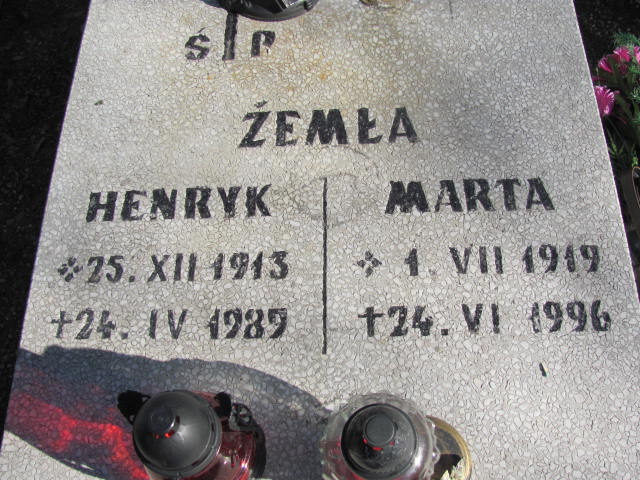 Ś†P
ŻEMŁA
HENRYK
* 25. XII 1913
† 24. IV 1989
MARTA
* 1. VII 1919
† 24. VI 1996